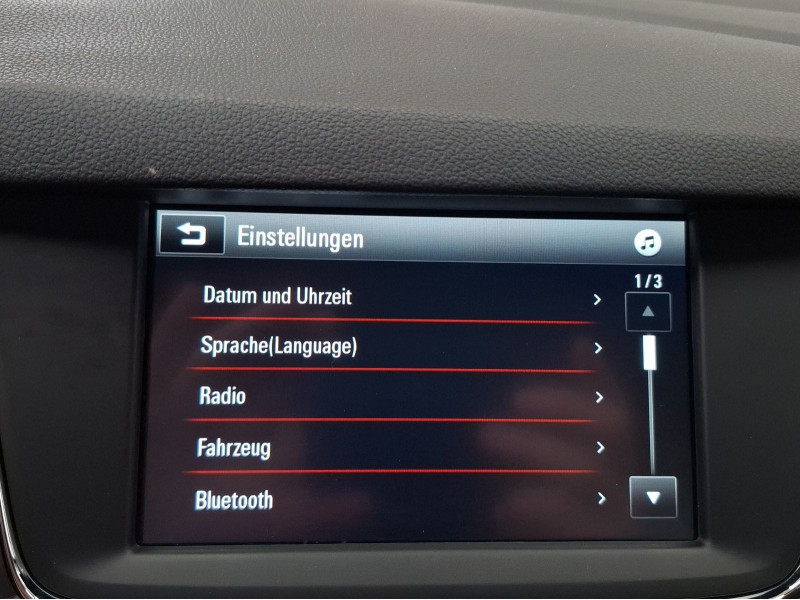 Einstellungen
1/3
Datum und Uhrzeit
Sprache(Language)
Radio
Fahrzeug
Bluetooth